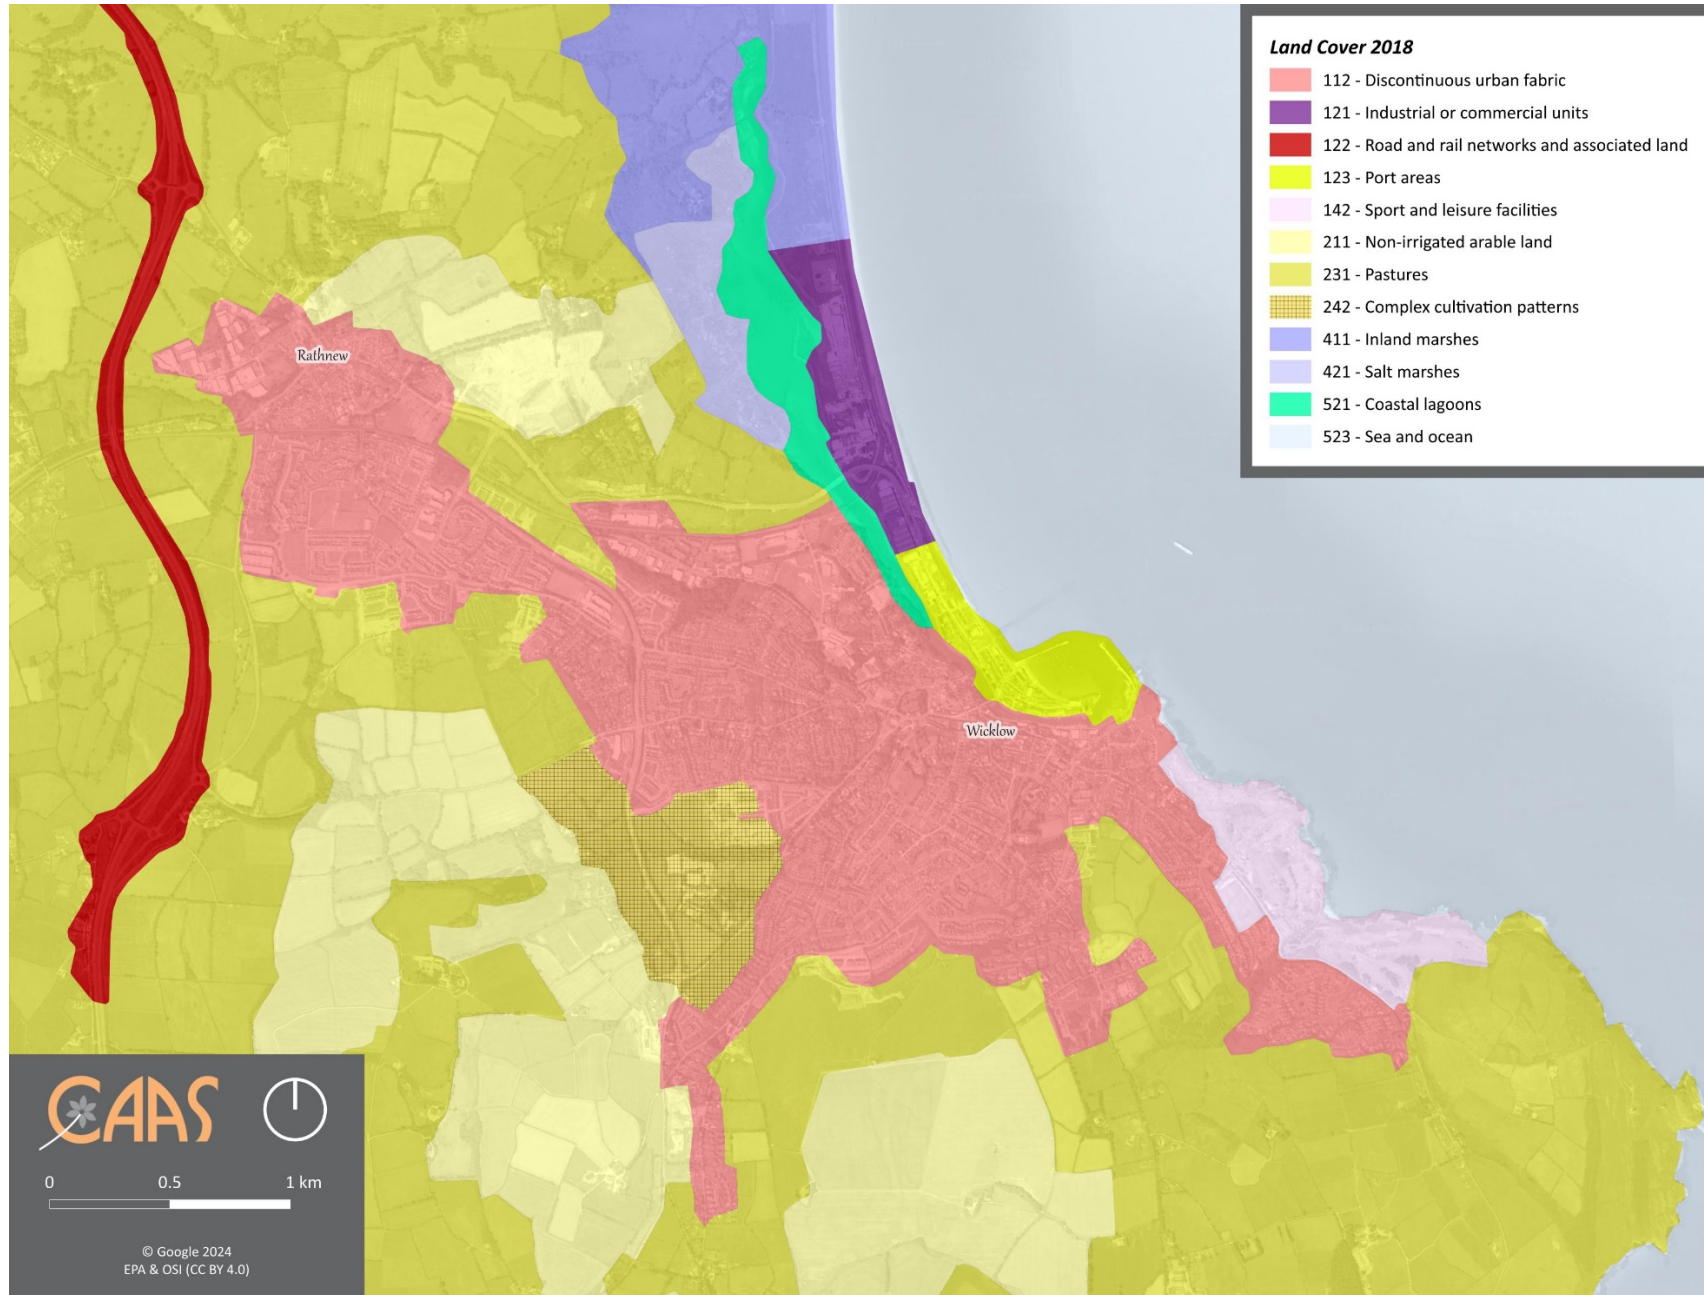 Land Cover 2018
112 - Discontinuous urban fabric
121 - Industrial or commercial units
122 - Road and rail networks and associated land
123 - Port areas
142 - Sport and leisure facilities
211 - Non-irrigated arable land
231 - Pastures
242 - Complex cultivation patterns
411 - Inland marshes
421 - Salt marshes
521 - Coastal lagoons
523 - Sea and ocean
Rathnew
Wicklow
CAAS
0 0.5 1 km
© Google 2024
EPA & OSI (CC BY 4.0)